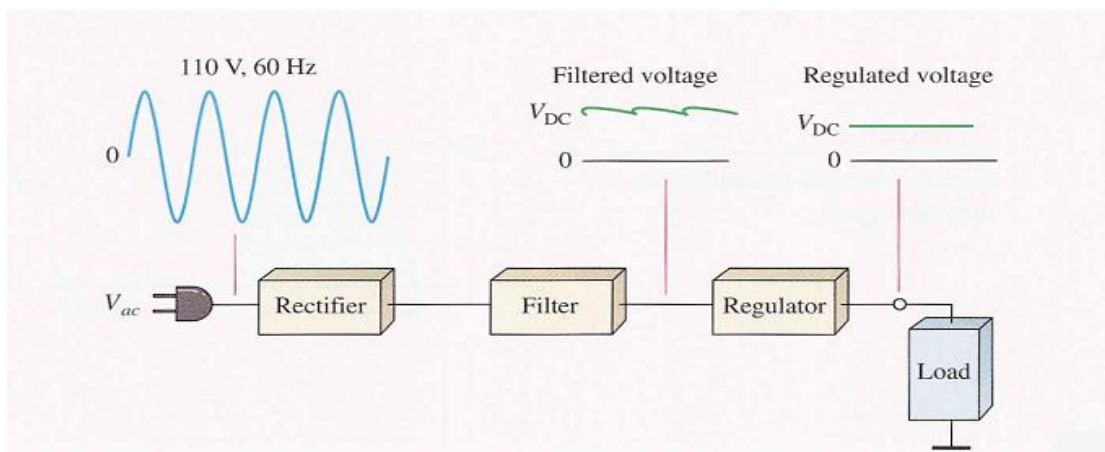 110 V, 60 Hz
0
Filtered voltage
VDC
0
Regulated voltage
VDC
0
Vac
Rectifier
Filter
Regulator
Load